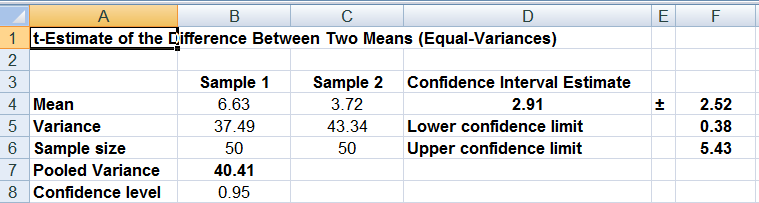 A B C D E F
1 t-Estimate of the Difference Between Two Means (Equal-Variances)
2
3 Sample 1 Sample 2 Confidence Interval Estimate
4 Mean 6.63 3.72 2.91 ± 2.52
5 Variance 37.49 43.34 Lower confidence limit 0.38
6 Sample size 50 50 Upper confidence limit 5.43
7 Pooled Variance 40.41
8 Confidence level 0.95